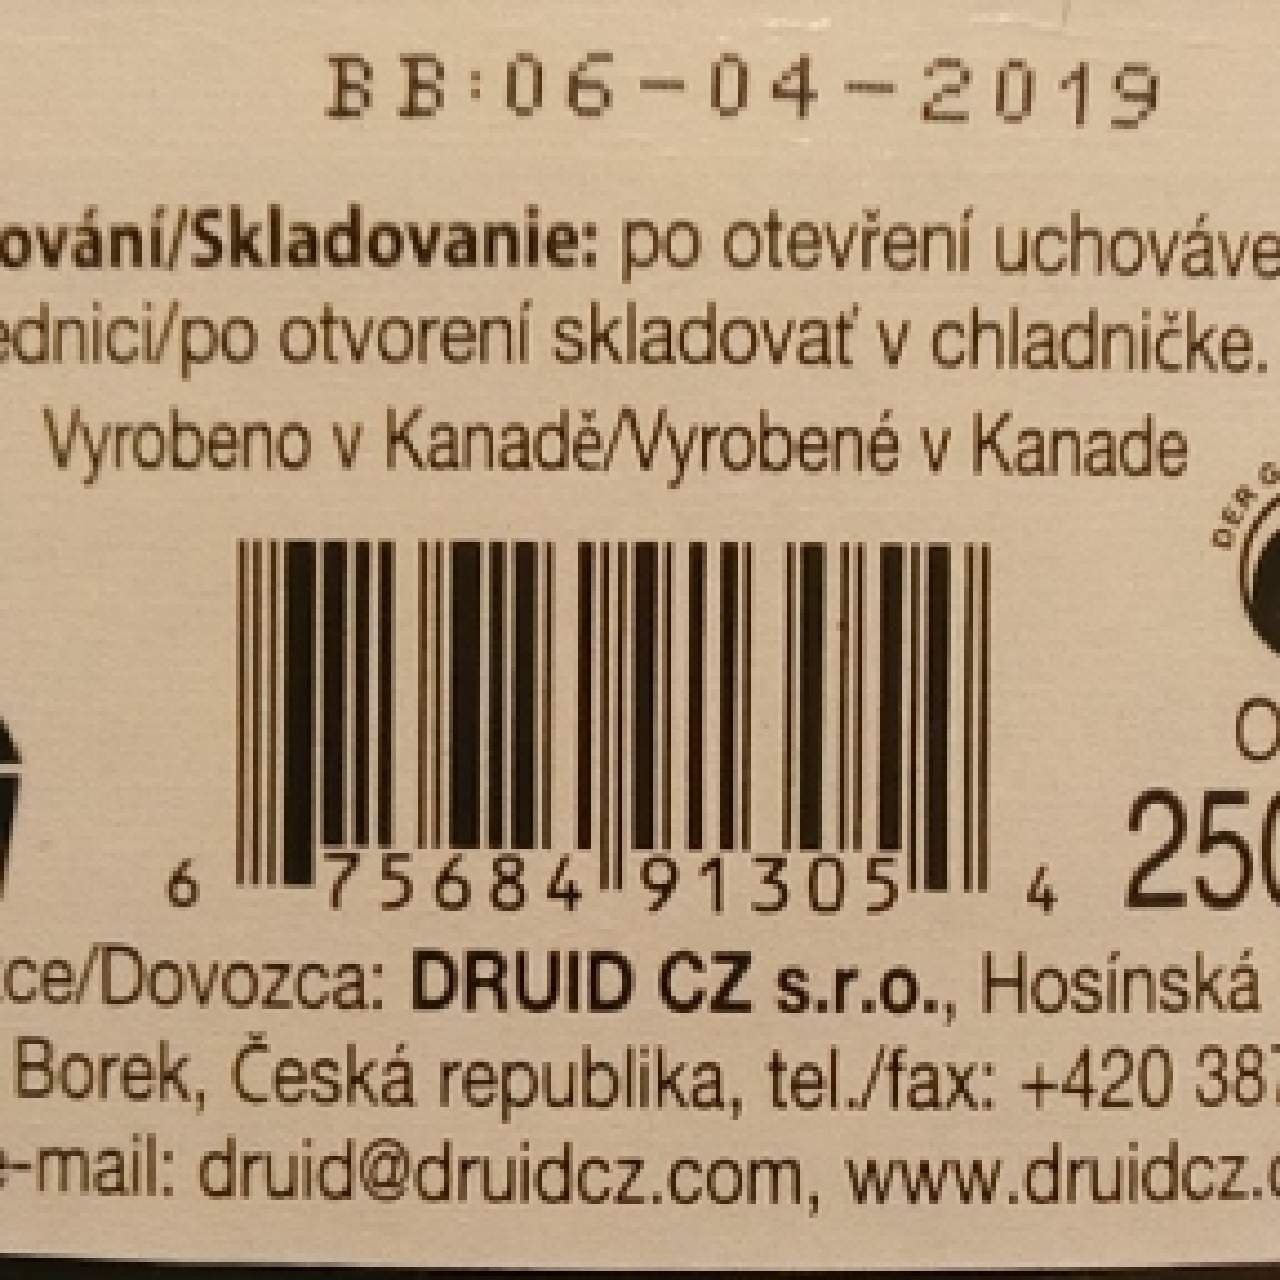 BB:06-04-2019
ování/Skladovanie: po otevření uchováve
ednici/po otvorení skladovať v chladničke.
Vyrobeno v Kanadě/Vyrobené v Kanade
DER G
6 75684 91305 4
250
ce/Dovozca: DRUID CZ s.r.o., Hosínská
Borek, Česká republika, tel./fax: +420 387
e-mail: druid@druidcz.com, www.druidcz.c